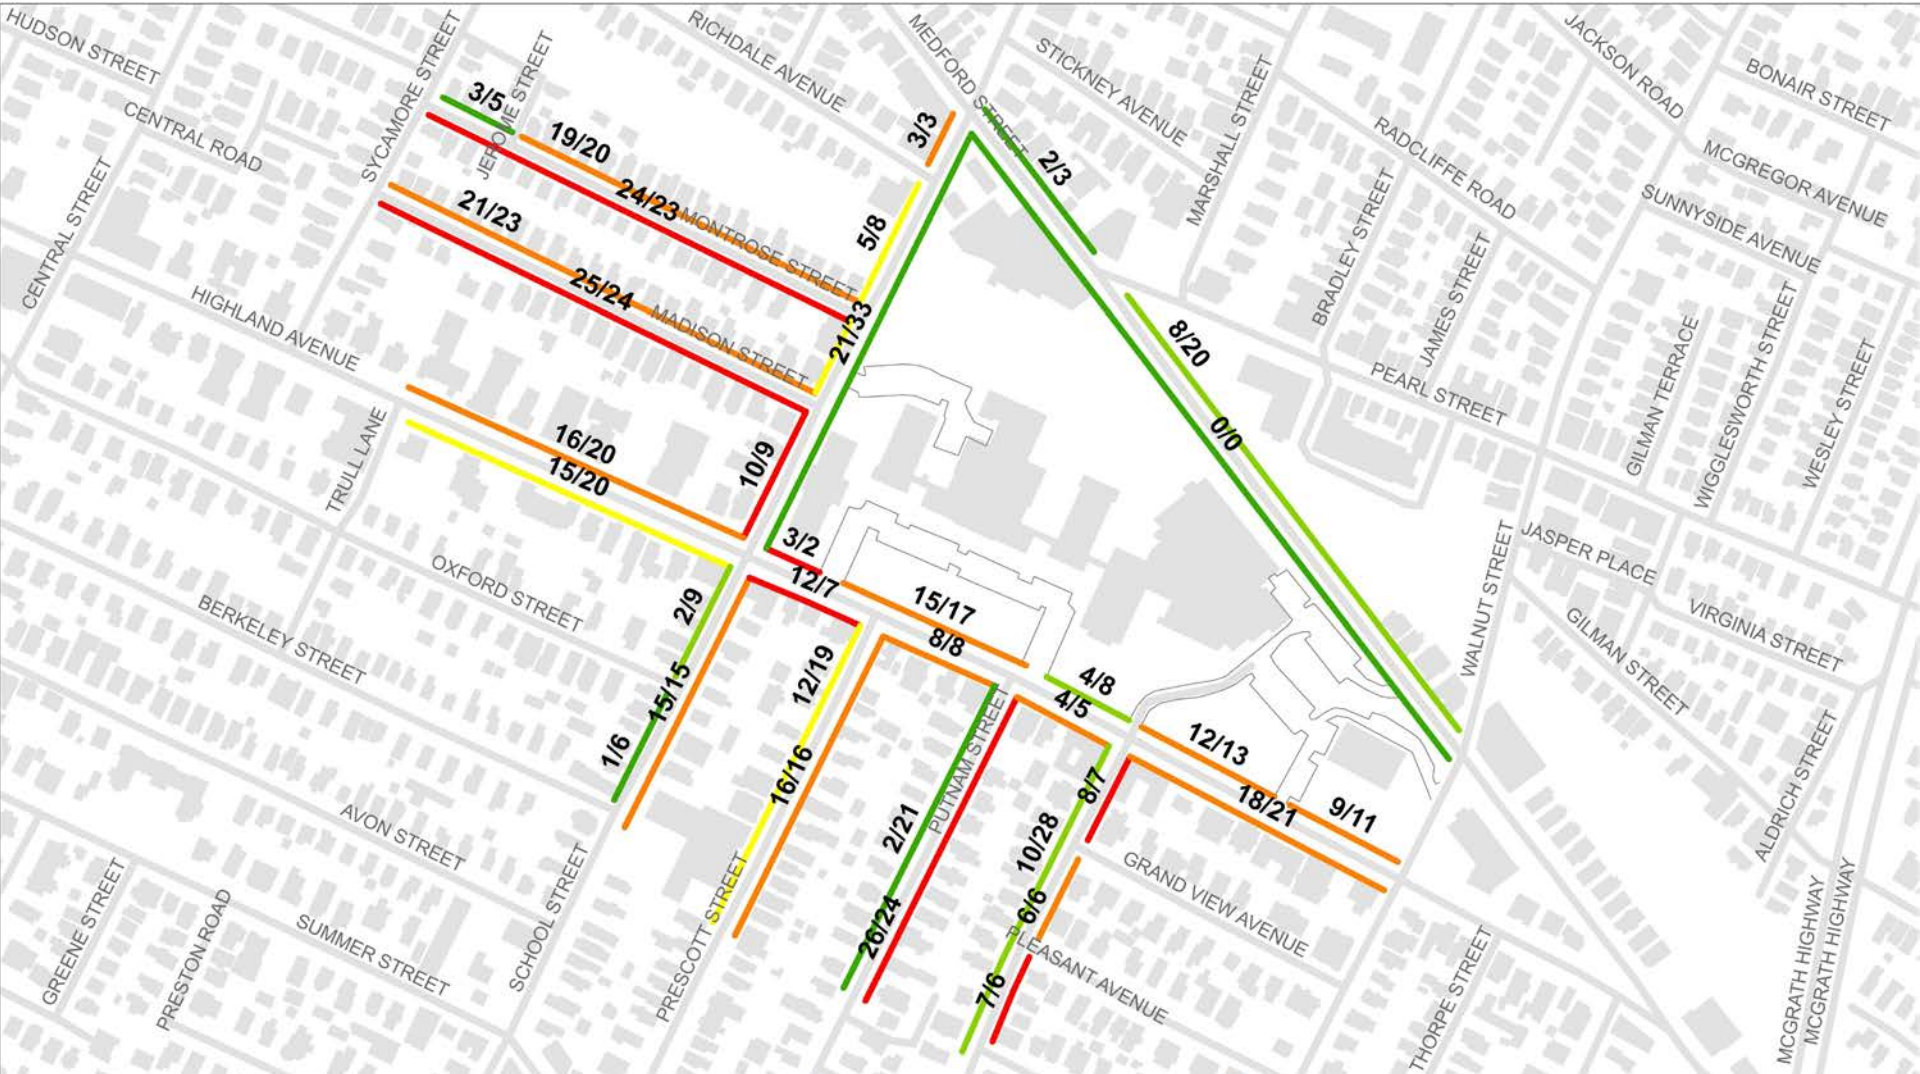 HUDSON STREET
CENTRAL ROAD
CENTRAL STREET
SYCAMORE STREET
JEROME STREET
RICHDALE AVENUE
MEDFORD STREET
STICKNEY AVENUE
MARSHALL STREET
RADCLIFFE ROAD
JACKSON ROAD
BONAIR STREET
MCGREGOR AVENUE
SUNNYSIDE AVENUE
BRADLEY STREET
JAMES STREET
PEARL STREET
GILMAN TERRACE
WIGGLESWORTH STREET
WESLEY STREET
3/5
19/20
24/23
MONTROSE STREET
21/23
25/24
MADISON STREET
3/3
2/3
5/8
21/33
8/20
0/0
HIGHLAND AVENUE
TRULL LANE
16/20
15/20
10/9
3/2
12/7
15/17
8/8
4/8
4/5
12/13
18/21
9/11
2/9
15/15
1/6
12/19
16/16
2/21
26/24
8/7
10/28
6/6
7/6
OXFORD STREET
BERKELEY STREET
AVON STREET
SUMMER STREET
GREENE STREET
PRESTON ROAD
SCHOOL STREET
PRESCOTT STREET
PUTNAM STREET
GRAND VIEW AVENUE
PLEASANT AVENUE
THORPE STREET
WALNUT STREET
JASPER PLACE
VIRGINIA STREET
GILMAN STREET
ALDRICH STREET
MCGRATH HIGHWAY
MCGRATH HIGHWAY